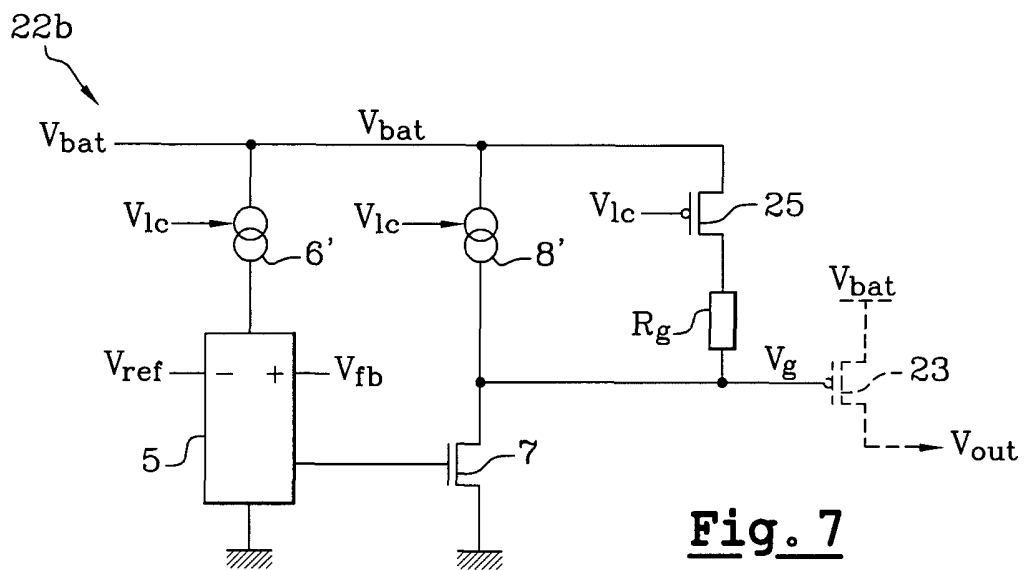 22b
Vbat
Vbat
Vlc
Vlc
Vlc
25
6'
8'
Vbat
Rg
Vref
−
+
Vfb
Vg
23
5
7
Vout
Fig. 7